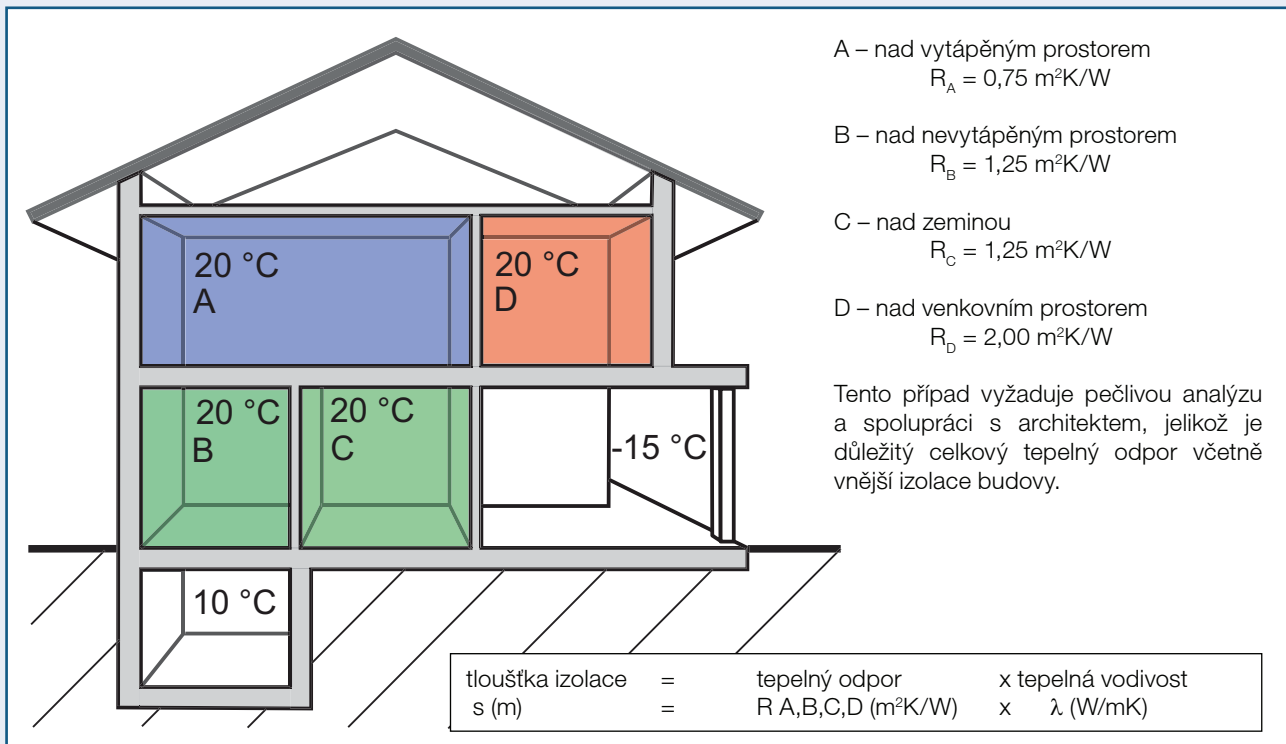 A – nad vytápěným prostorem
R_A = 0,75 m²K/W
B – nad nevytápěným prostorem
R_B = 1,25 m²K/W
C – nad zeminou
R_C = 1,25 m²K/W
D – nad venkovním prostorem
R_D = 2,00 m²K/W
Tento případ vyžaduje pečlivou analýzu
a spolupráci s architektem, jelikož je
důležitý celkový tepelný odpor včetně
vnější izolace budovy.
20 °C
A
20 °C
D
20 °C
B
20 °C
C
-15 °C
10 °C
tloušťka izolace = tepelný odpor x tepelná vodivost
s (m) = R A,B,C,D (m²K/W) x λ (W/mK)